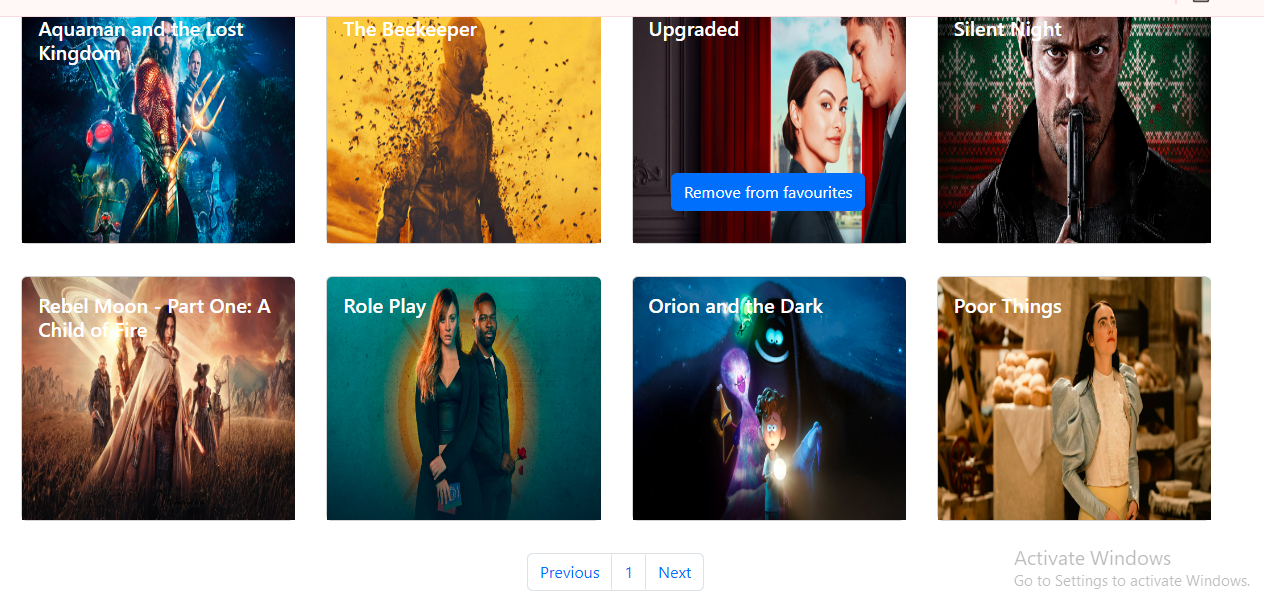 Aquaman and the Lost
Kingdom
The Beekeeper
Upgraded
Silent Night
Remove from favourites
Rebel Moon - Part One: A
Child of Fire
Role Play
Orion and the Dark
Poor Things
Previous
1
Next
Activate Windows
Go to Settings to activate Windows.